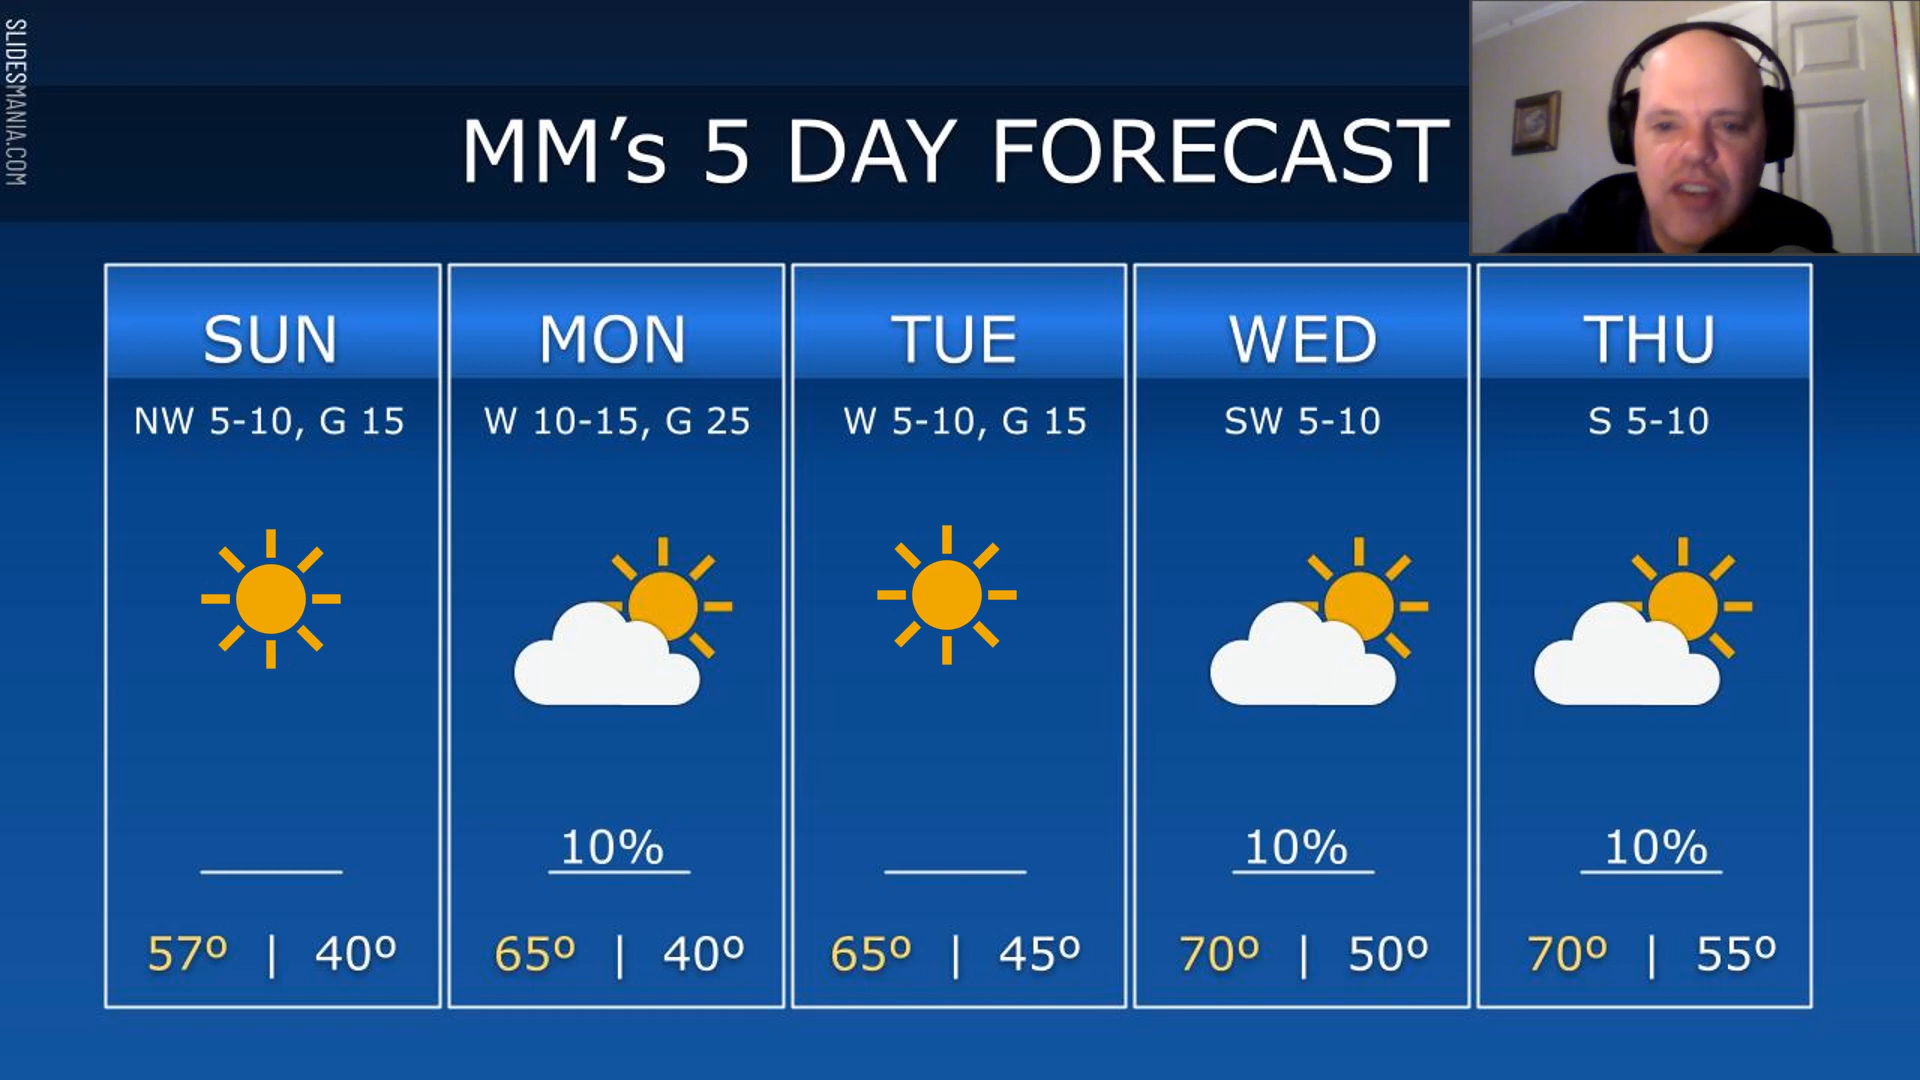 SLIDESMANIA.COM
MM’s 5 DAY FORECAST
SUN
NW 5-10, G 15
57º | 40º
MON
W 10-15, G 25
10%
65º | 40º
TUE
W 5-10, G 15
65º | 45º
WED
SW 5-10
10%
70º | 50º
THU
S 5-10
10%
70º | 55º